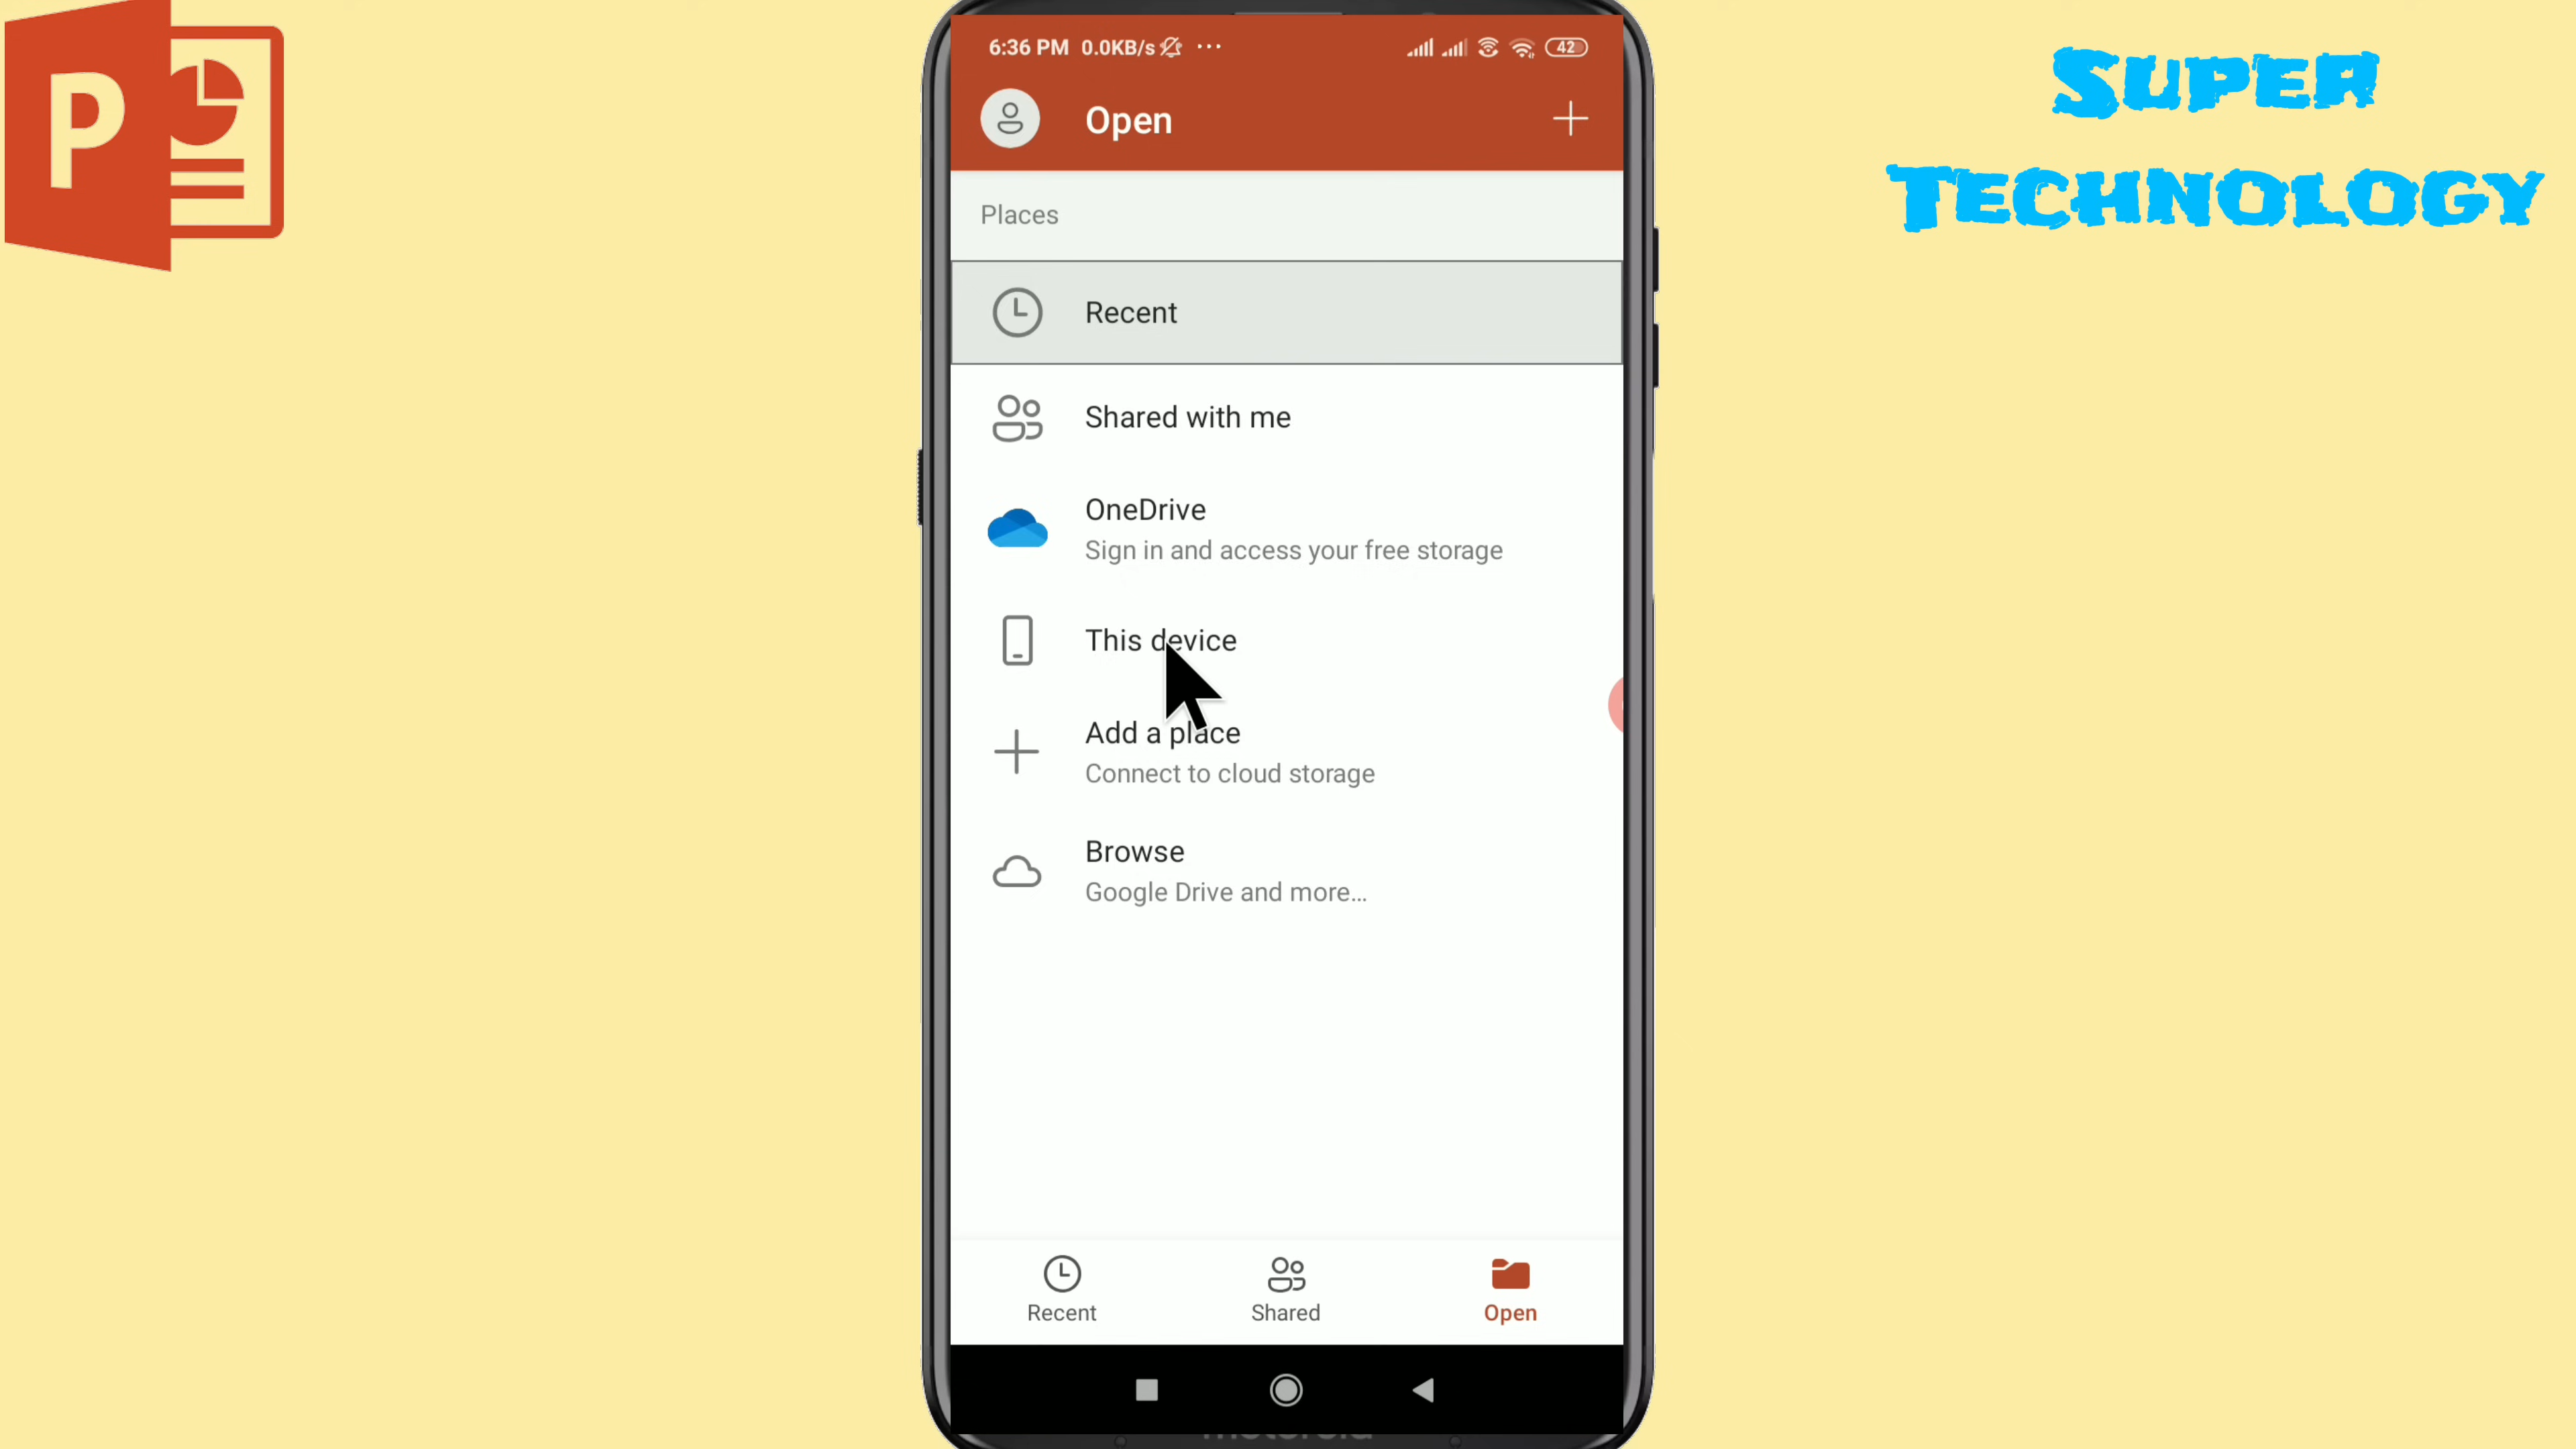 P
SUPER
TECHNOLOGY
6:36 PM 0.0KB/s ...
42
Open
Places
Recent
Shared with me
OneDrive
Sign in and access your free storage
This device
Add a place
Connect to cloud storage
Browse
Google Drive and more...
Recent
Shared
Open
motorola